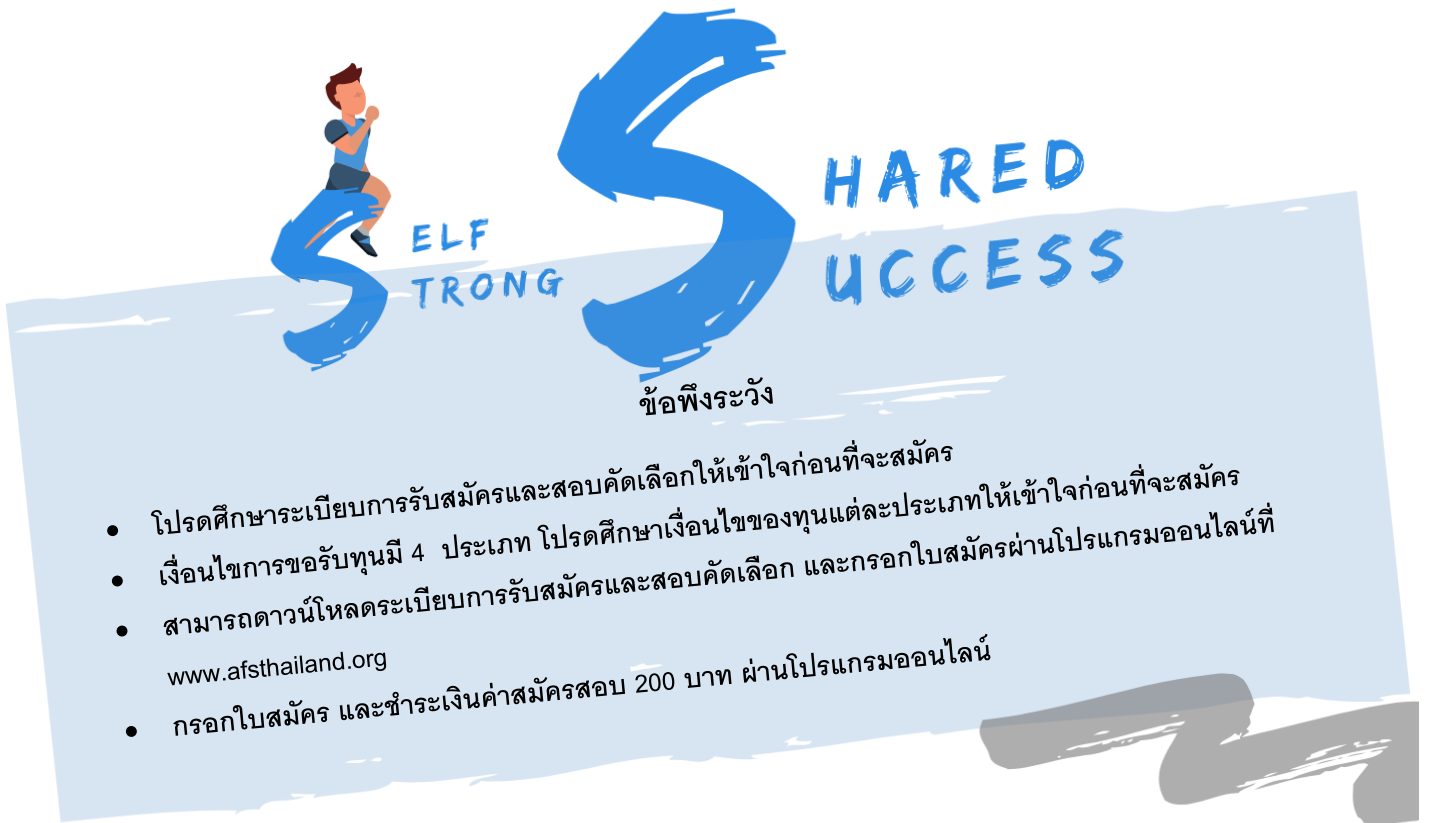 SELF
STRONG
SHARED
SUCCESS
ข้อพึงระวัง
● โปรดศึกษาระเบียบการรับสมัครและสอบคัดเลือกให้เข้าใจก่อนที่จะสมัคร
● เงื่อนไขการขอรับทุนมี 4 ประเภท โปรดศึกษาเงื่อนไขของทุนแต่ละประเภทให้เข้าใจก่อนที่จะสมัคร
● สามารถดาวน์โหลดระเบียบการรับสมัครและสอบคัดเลือก และกรอกใบสมัครผ่านโปรแกรมออนไลน์ที่
www.afsthailand.org
● กรอกใบสมัคร และชำระเงินค่าสมัครสอบ 200 บาท ผ่านโปรแกรมออนไลน์